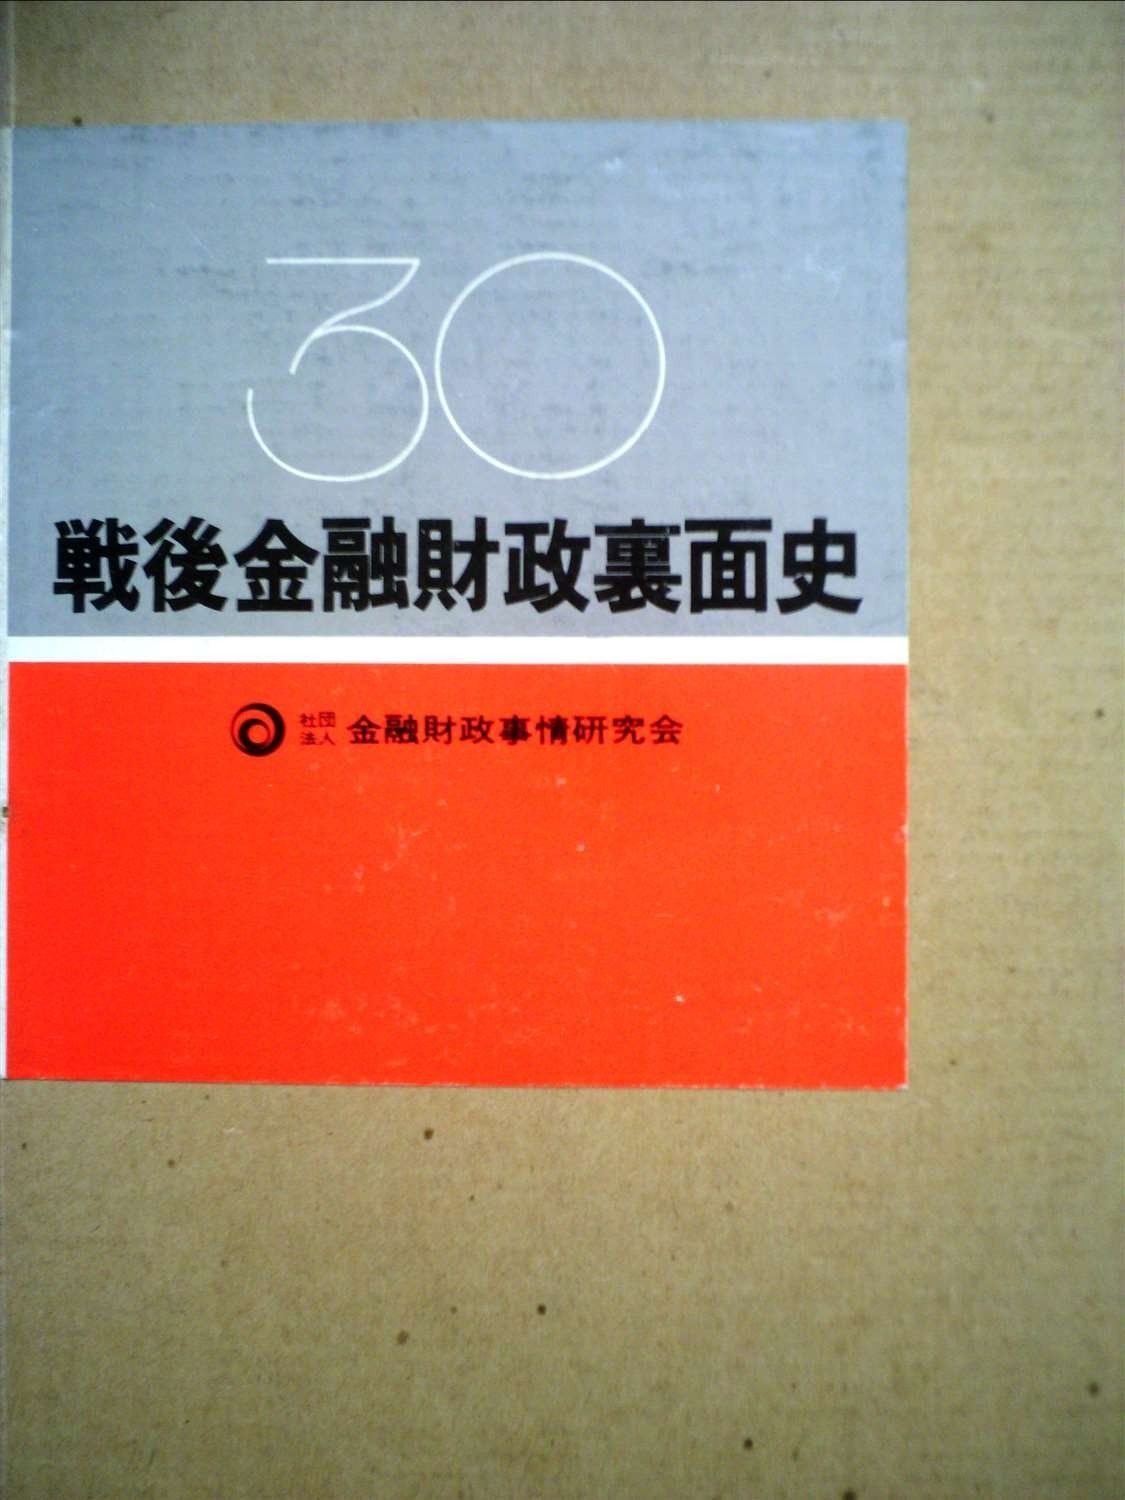 30
戦後金融財政裏面史
社団法人 金融財政事情研究会